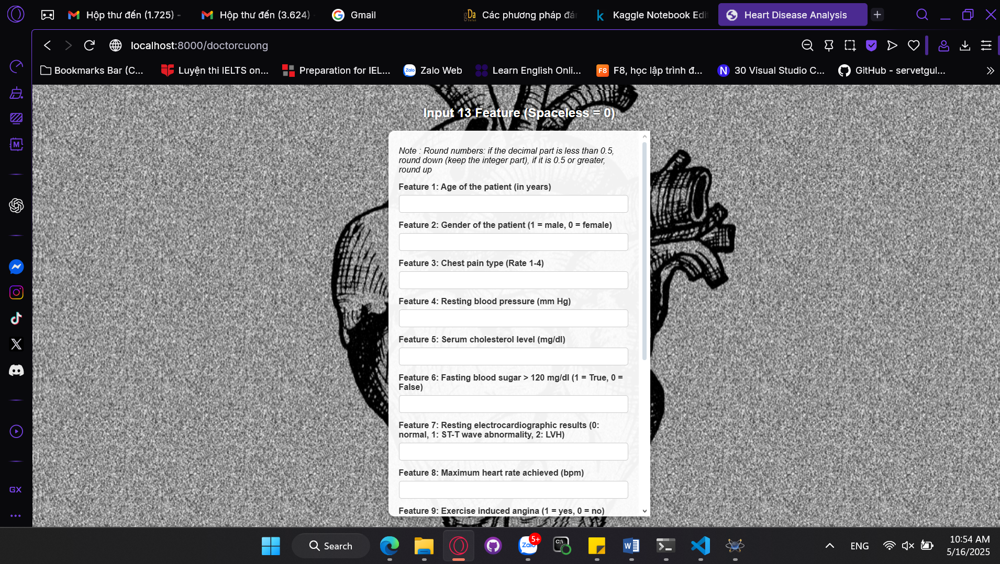 Hộp thư đến (1.725) -
Hộp thư đến (3.624)
Gmail
Các phương pháp đán
Kaggle Notebook Edi
Heart Disease Analysis
localhost:8000/doctorcuong
Bookmarks Bar (C...
Luyện thi IELTS on...
Preparation for IEL...
Zalo
Zalo Web
Learn English Onli...
F8
F8, học lập trình đ...
N
30 Visual Studio C...
GitHub - servetgul...
M
GX
Input 13 Feature (Spaceless = 0)
Note : Round numbers: if the decimal part is less than 0.5,
round down (keep the integer part), if it is 0.5 or greater,
round up
Feature 1: Age of the patient (in years)
Feature 2: Gender of the patient (1 = male, 0 = female)
Feature 3: Chest pain type (Rate 1-4)
Feature 4: Resting blood pressure (mm Hg)
Feature 5: Serum cholesterol level (mg/dl)
Feature 6: Fasting blood sugar > 120 mg/dl (1 = True, 0 =
False)
Feature 7: Resting electrocardiographic results (0:
normal, 1: ST-T wave abnormality, 2: LVH)
Feature 8: Maximum heart rate achieved (bpm)
Feature 9: Exercise induced angina (1 = yes, 0 = no)
Search
5+
Zalo
C:\
W
ENG
10:54 AM
5/16/2025